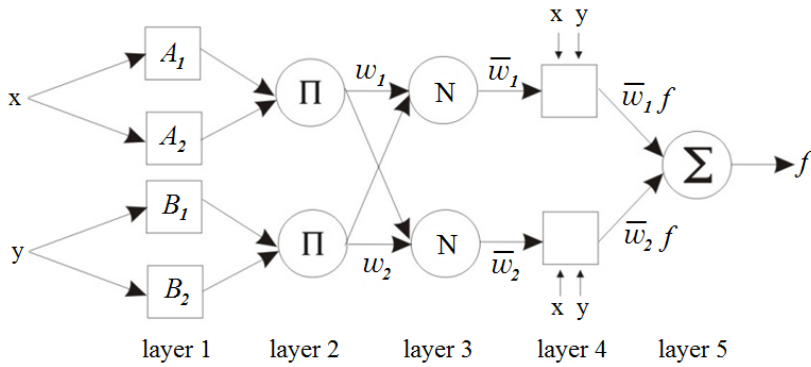 x y
A₁
w₁ w̅₁
Π N
w̅₁ f
x
A₂
Σ f
B₁
y
w̅₂ f
Π N
B₂
w₂ w̅₂
x y
layer 1 layer 2 layer 3 layer 4 layer 5